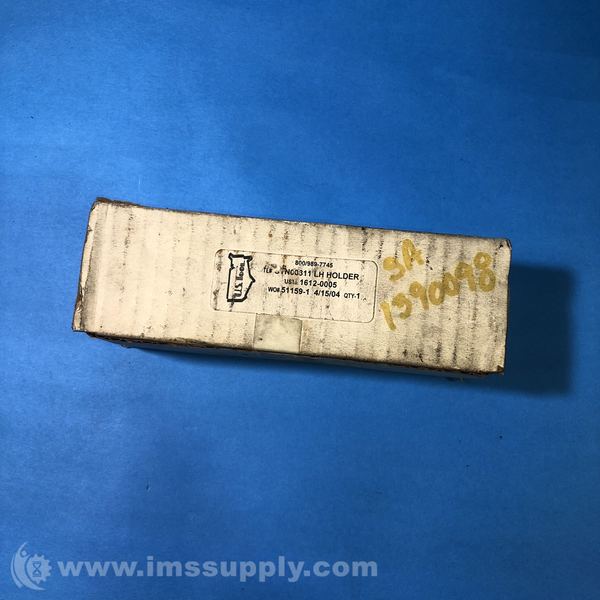 800/989-7745
LH HOLDER
1612-0005
WO# 51159-1 4/15/04 QTY-1
U.S. Tool
SA
1390098
www.imssupply.com